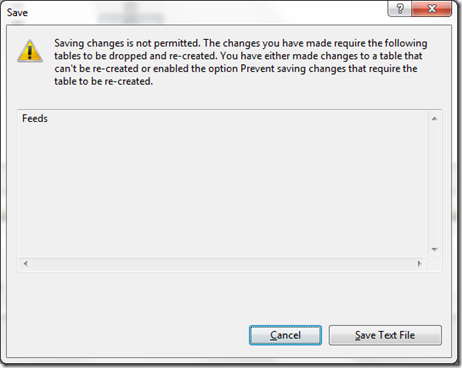 Save
?
Saving changes is not permitted. The changes you have made require the following
tables to be dropped and re-created. You have either made changes to a table that
can't be re-created or enabled the option Prevent saving changes that require the
table to be re-created.
Feeds
Cancel
Save Text File